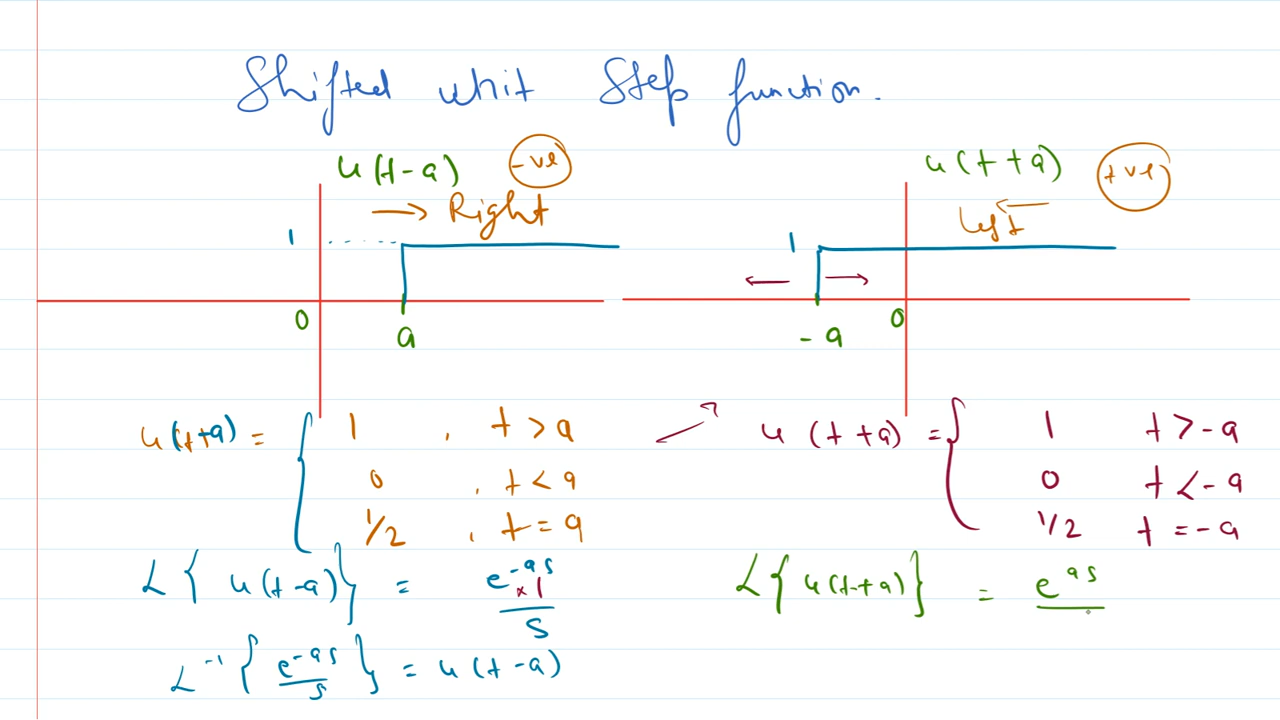 Shifted unit Step function.
u(t-a) -ve
→ Right
1
0
a
u(t+a) +ve
← left
1
-a 0
u(t+a) = { 1 , t > a
0 , t < a
1/2 , t = a
u(t+a) = { 1 t > -a
0 t < -a
1/2 t = -a
L{u(t-a)} = e^-as × 1 / s
L^-1{e^-as / s} = u(t-a)
L{u(t+a)} = e^as